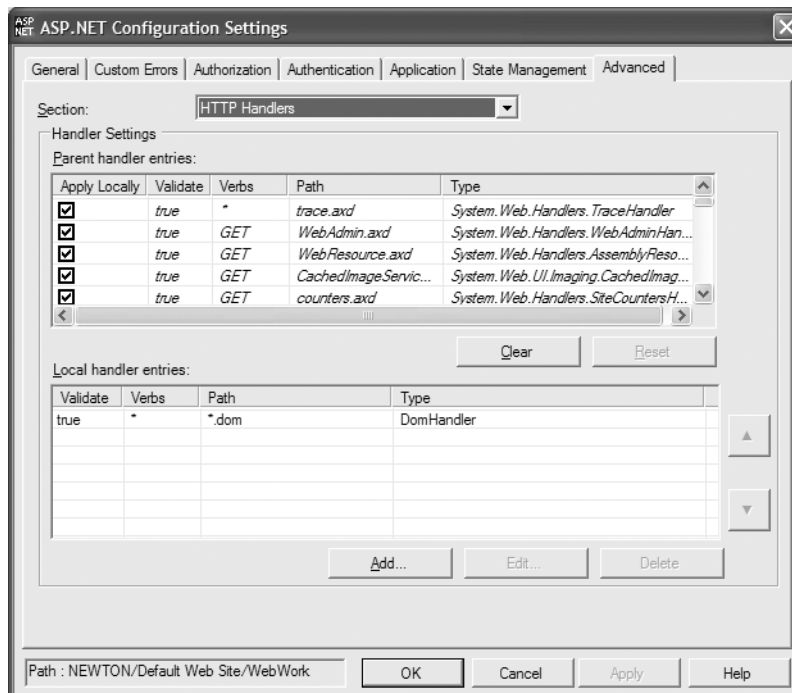 ASP NET ASP.NET Configuration Settings
General Custom Errors Authorization Authentication Application State Management Advanced
Section: HTTP Handlers
Handler Settings
Parent handler entries:
Apply Locally Validate Verbs Path Type
true * trace.axd System.Web.Handlers.TraceHandler
true GET WebAdmin.axd System.Web.Handlers.WebAdminHan...
true GET WebResource.axd System.Web.Handlers.AssemblyReso...
true GET CachedImageServic... System.Web.UI.Imaging.CachedImag...
true GET counters.axd System.Web.Handlers.SiteCountersH...
Clear Reset
Local handler entries:
Validate Verbs Path Type
true * *.dom DomHandler
Add... Edit... Delete
Path : NEWTON/Default Web Site/WebWork OK Cancel Apply Help